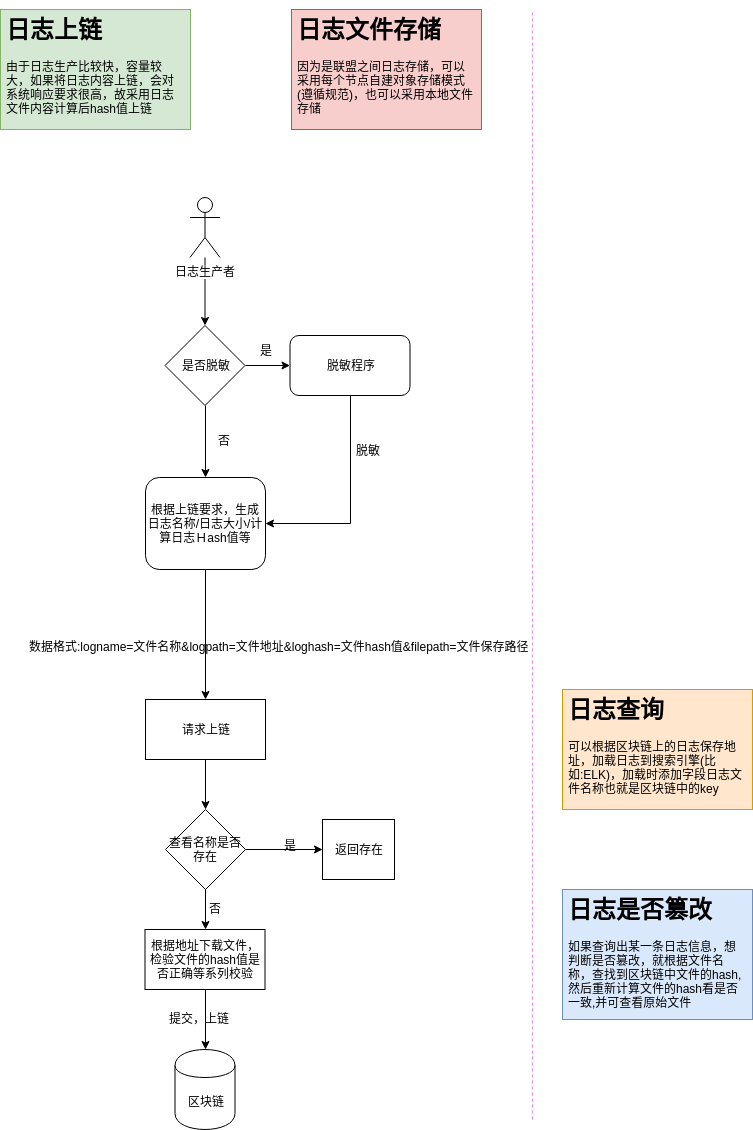 日志上链
由于日志生产比较快，容量较
大，如果将日志内容上链，会对
系统响应要求很高，故采用日志
文件内容计算后hash值上链
日志文件存储
因为是联盟之间日志存储，可以
采用每个节点自建对象存储模式
(遵循规范)，也可以采用本地文件
存储
日志生产者
是否脱敏
是
脱敏程序
否
脱敏
根据上链要求，生成
日志名称/日志大小/计
算日志Hash值等
数据格式:logname=文件名称&logpath=文件地址&loghash=文件hash值&filepath=文件保存路径
请求上链
查看名称是否
存在
是
返回存在
否
根据地址下载文件，
检验文件的hash值是
否正确等系列校验
提交，上链
区块链
日志查询
可以根据区块链上的日志保存地
址，加载日志到搜索引擎(比
如:ELK)，加载时添加字段日志文
件名称也就是区块链中的key
日志是否篡改
如果查询出某一条日志信息，想
判断是否篡改，就根据文件名
称，查找到区块链中文件的hash,
然后重新计算文件的hash看是否
一致,并可查看原始文件